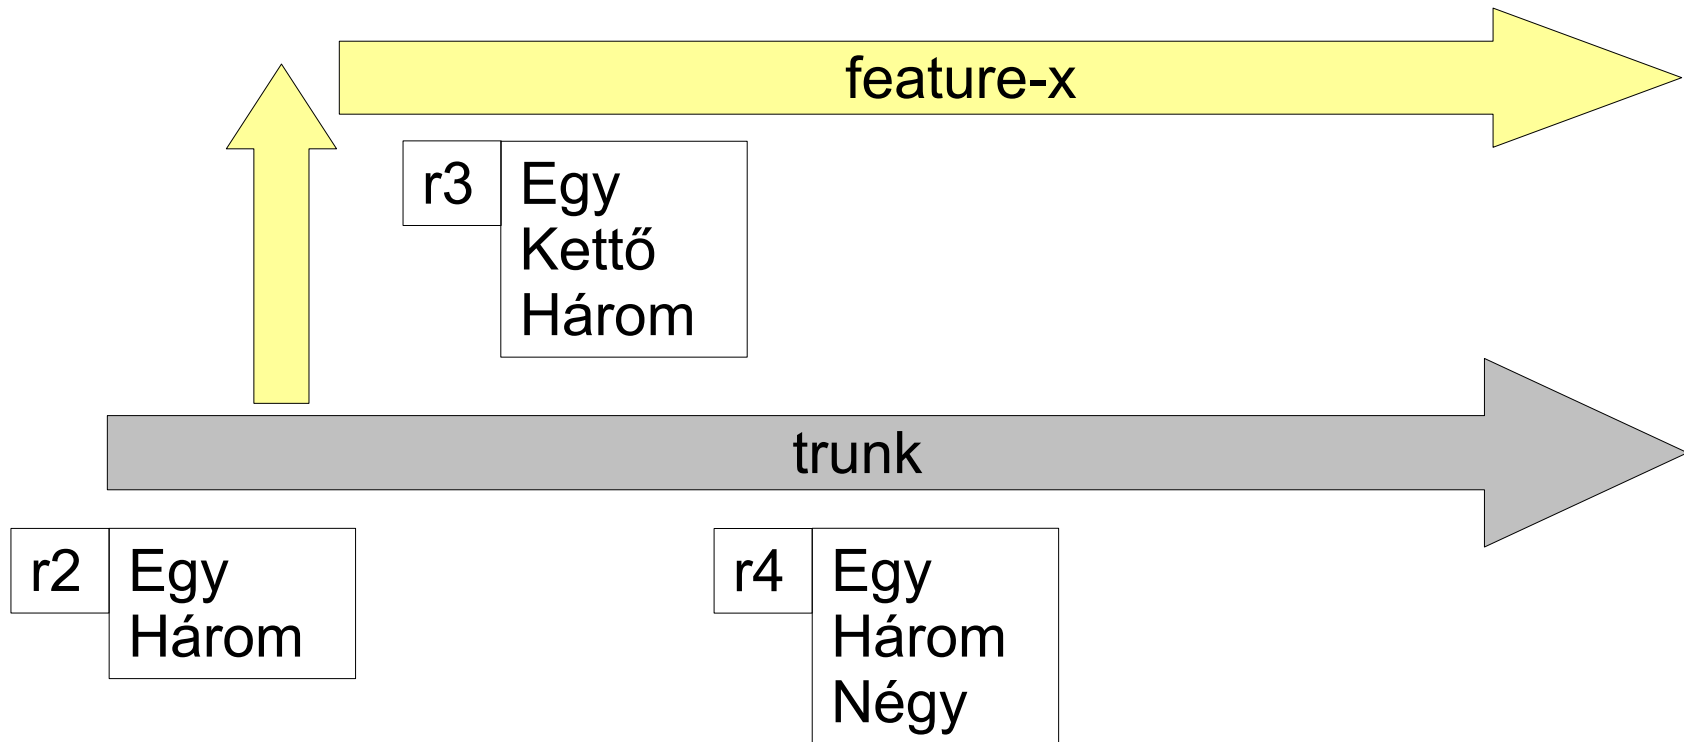 feature-x
r3
Egy
Kettő
Három
trunk
r2
Egy
Három
r4
Egy
Három
Négy